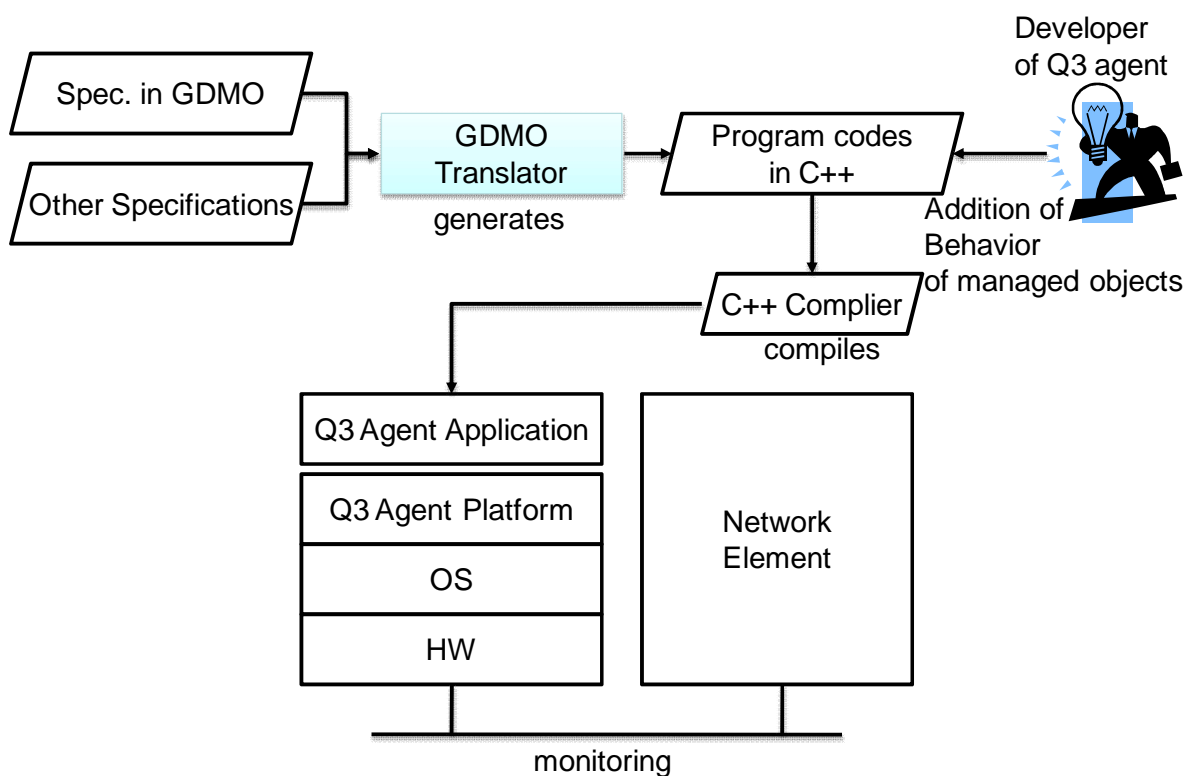 Developer
of Q3 agent
Spec. in GDMO
Other Specifications
GDMO
Translator
generates
Program codes
in C++
Addition of
Behavior
of managed objects
C++ Complier
compiles
Q3 Agent Application
Q3 Agent Platform
OS
HW
Network
Element
monitoring